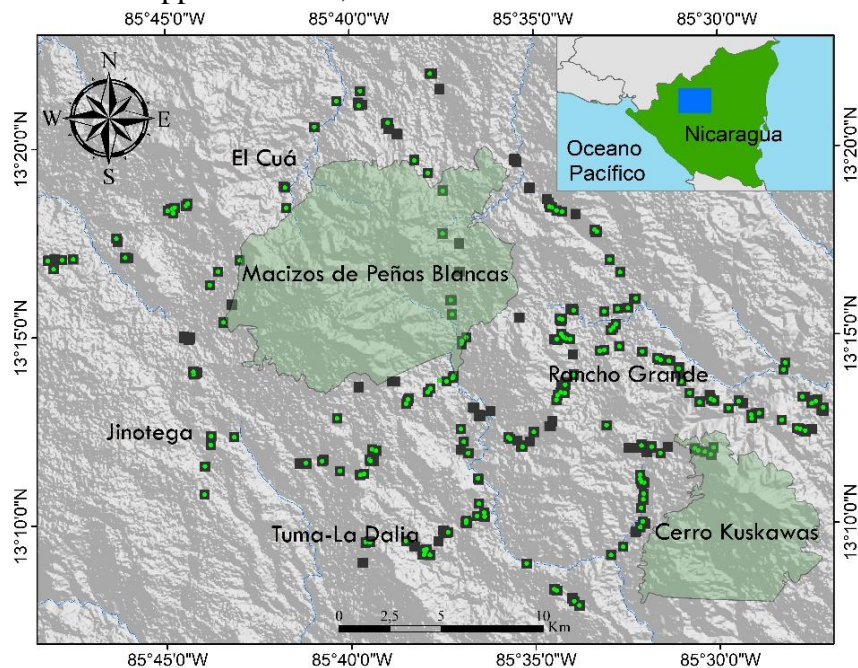 85°45'0"W 85°40'0"W 85°35'0"W 85°30'0"W
N
W E
S
13°20'0"N
13°20'0"N
El Cuá
Nicaragua
Oceano
Pacífico
Macizos de Peñas Blancas
13°15'0"N
13°15'0"N
Rancho Grande
Jinotega
13°10'0"N
13°10'0"N
Tuma-La Dalia
Cerro Kuskawas
0 2,5 5 10
Km
85°45'0"W 85°40'0"W 85°35'0"W 85°30'0"W